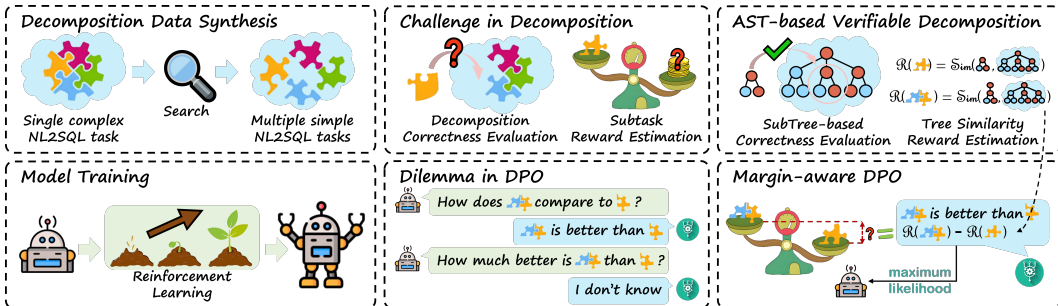 Decomposition Data Synthesis
Single complex
NL2SQL task
Search
Multiple simple
NL2SQL tasks
Challenge in Decomposition
?
?
Decomposition
Correctness Evaluation
Subtask
Reward Estimation
AST-based Verifiable Decomposition
R( ) = Sim( , )
R( ) = Sim( , )
SubTree-based
Correctness Evaluation
Tree Similarity
Reward Estimation
Model Training
Reinforcement
Learning
Dilemma in DPO
How does compare to ?
is better than
How much better is than ?
I don't know
Margin-aware DPO
? =
is better than
R( ) - R( )
maximum
likelihood